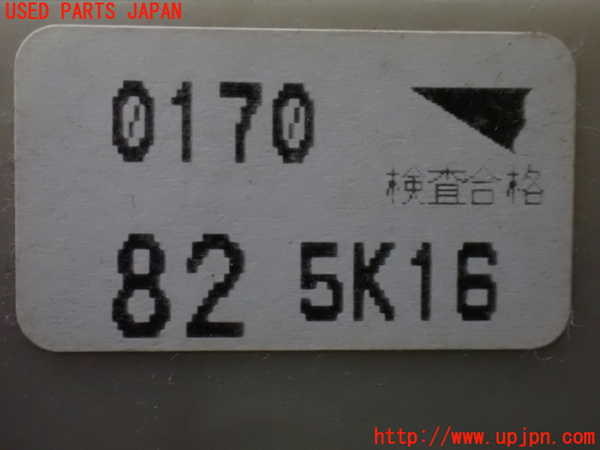 USED PARTS JAPAN
0170
検査合格
82 5K16
http://www.upjpn.com/